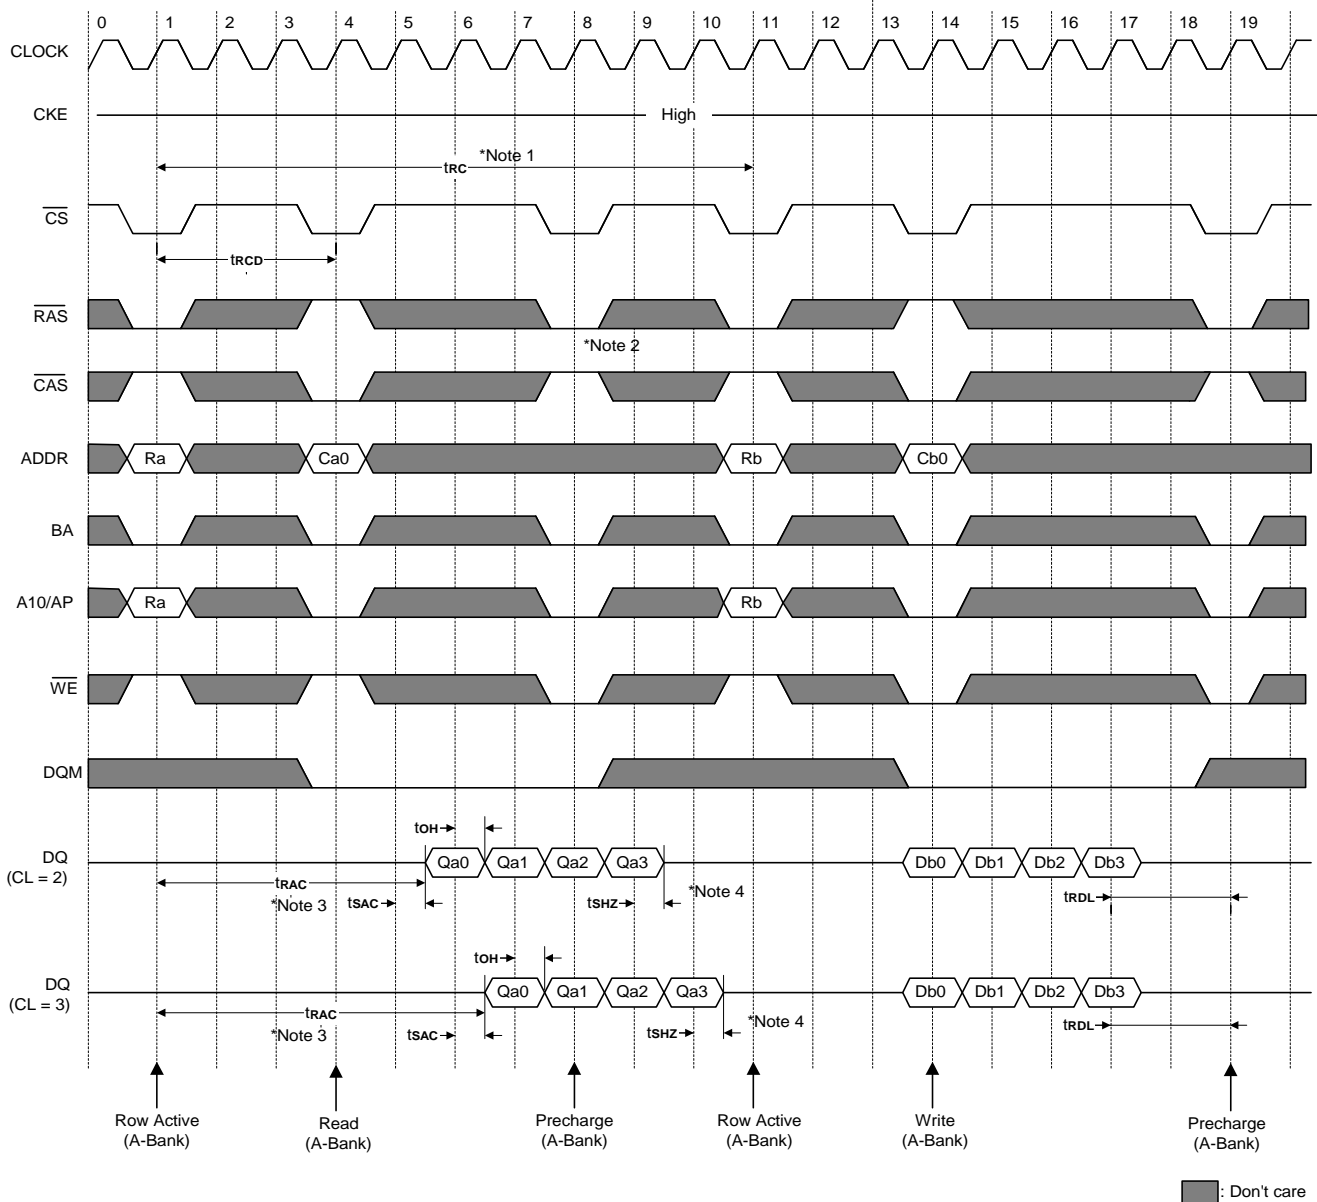 0 1 2 3 4 5 6 7 8 9 10 11 12 13 14 15 16 17 18 19
CLOCK
CKE
High
*Note 1
tRC
CS
tRCD
RAS
*Note 2
CAS
ADDR
Ra Ca0 Rb Cb0
BA
A10/AP
Ra Rb
WE
DQM
tOH
DQ
(CL = 2)
Qa0 Qa1 Qa2 Qa3 Db0 Db1 Db2 Db3
tRAC
*Note 3
tSAC
tSHZ
*Note 4
tRDL
tOH
DQ
(CL = 3)
Qa0 Qa1 Qa2 Qa3 Db0 Db1 Db2 Db3
tRAC
*Note 3
tSAC
tSHZ
*Note 4
tRDL
Row Active
(A-Bank)
Read
(A-Bank)
Precharge
(A-Bank)
Row Active
(A-Bank)
Write
(A-Bank)
Precharge
(A-Bank)
: Don't care